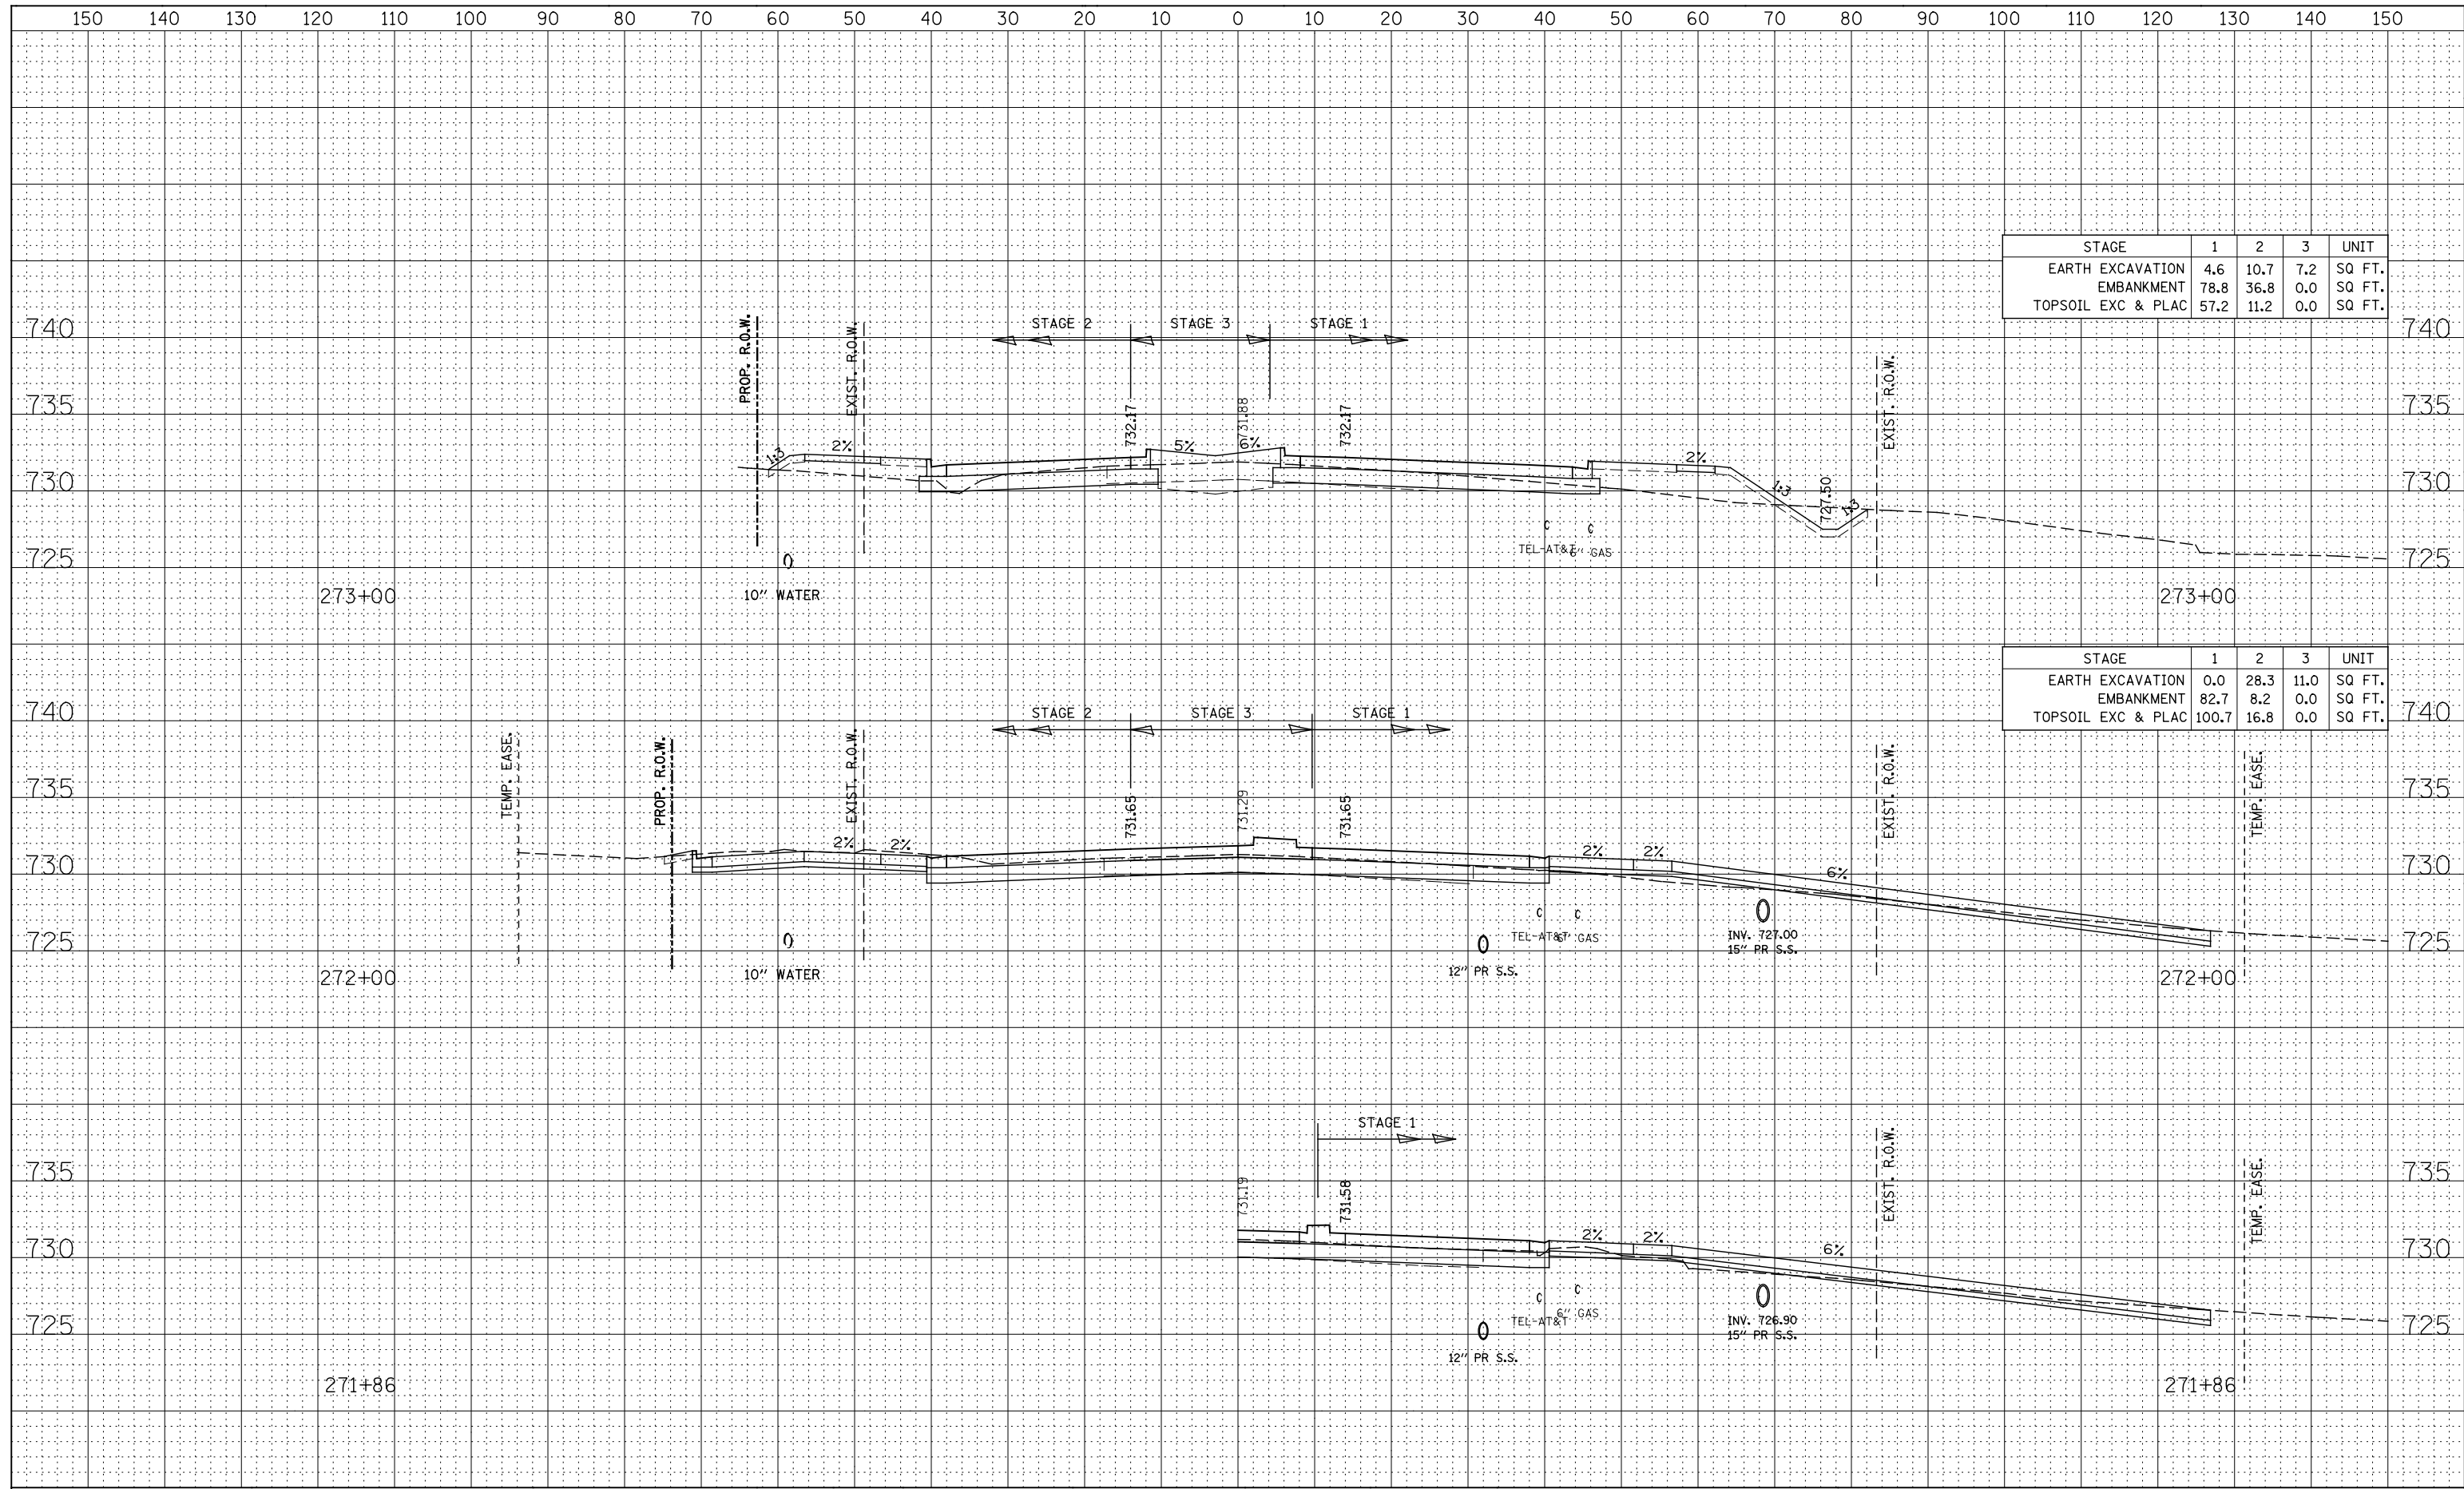 150 140 130 120 110 100 90 80 70 60 50 40 30 20 10 0 10 20 30 40 50 60 70 80 90 100 110 120 130 140 150
STAGE 1 2 3 UNIT
EARTH EXCAVATION 4.6 10.7 7.2 SQ FT.
EMBANKMENT 78.8 36.8 0.0 SQ FT.
TOPSOIL EXC & PLAC 57.2 11.2 0.0 SQ FT.
740 740
STAGE 2 STAGE 3 STAGE 1
PROP. R.O.W.
EXIST. R.O.W.
EXIST. R.O.W.
735 735
732.17
731.88
732.17
1:3 2% 5% 6% 2% 1:3 1:3
727.50
730 730
TEL-AT&T 6" GAS
725 725
10" WATER
273+00 273+00
STAGE 1 2 3 UNIT
EARTH EXCAVATION 0.0 28.3 11.0 SQ FT.
EMBANKMENT 82.7 8.2 0.0 SQ FT.
TOPSOIL EXC & PLAC 100.7 16.8 0.0 SQ FT.
740 740
STAGE 2 STAGE 3 STAGE 1
TEMP. EASE.
PROP. R.O.W.
EXIST. R.O.W.
EXIST. R.O.W.
TEMP. EASE.
735 735
731.65
731.29
731.65
2% 2% 2% 2% 6%
730 730
TEL-AT&T 6" GAS
INV. 727.00
15" PR S.S.
725 725
12" PR S.S.
10" WATER
272+00 272+00
STAGE 1
EXIST. R.O.W.
TEMP. EASE.
735 735
731.19
731.58
2% 2% 6%
730 730
6" GAS
TEL-AT&T
INV. 726.90
15" PR S.S.
725 725
12" PR S.S.
271+86 271+86